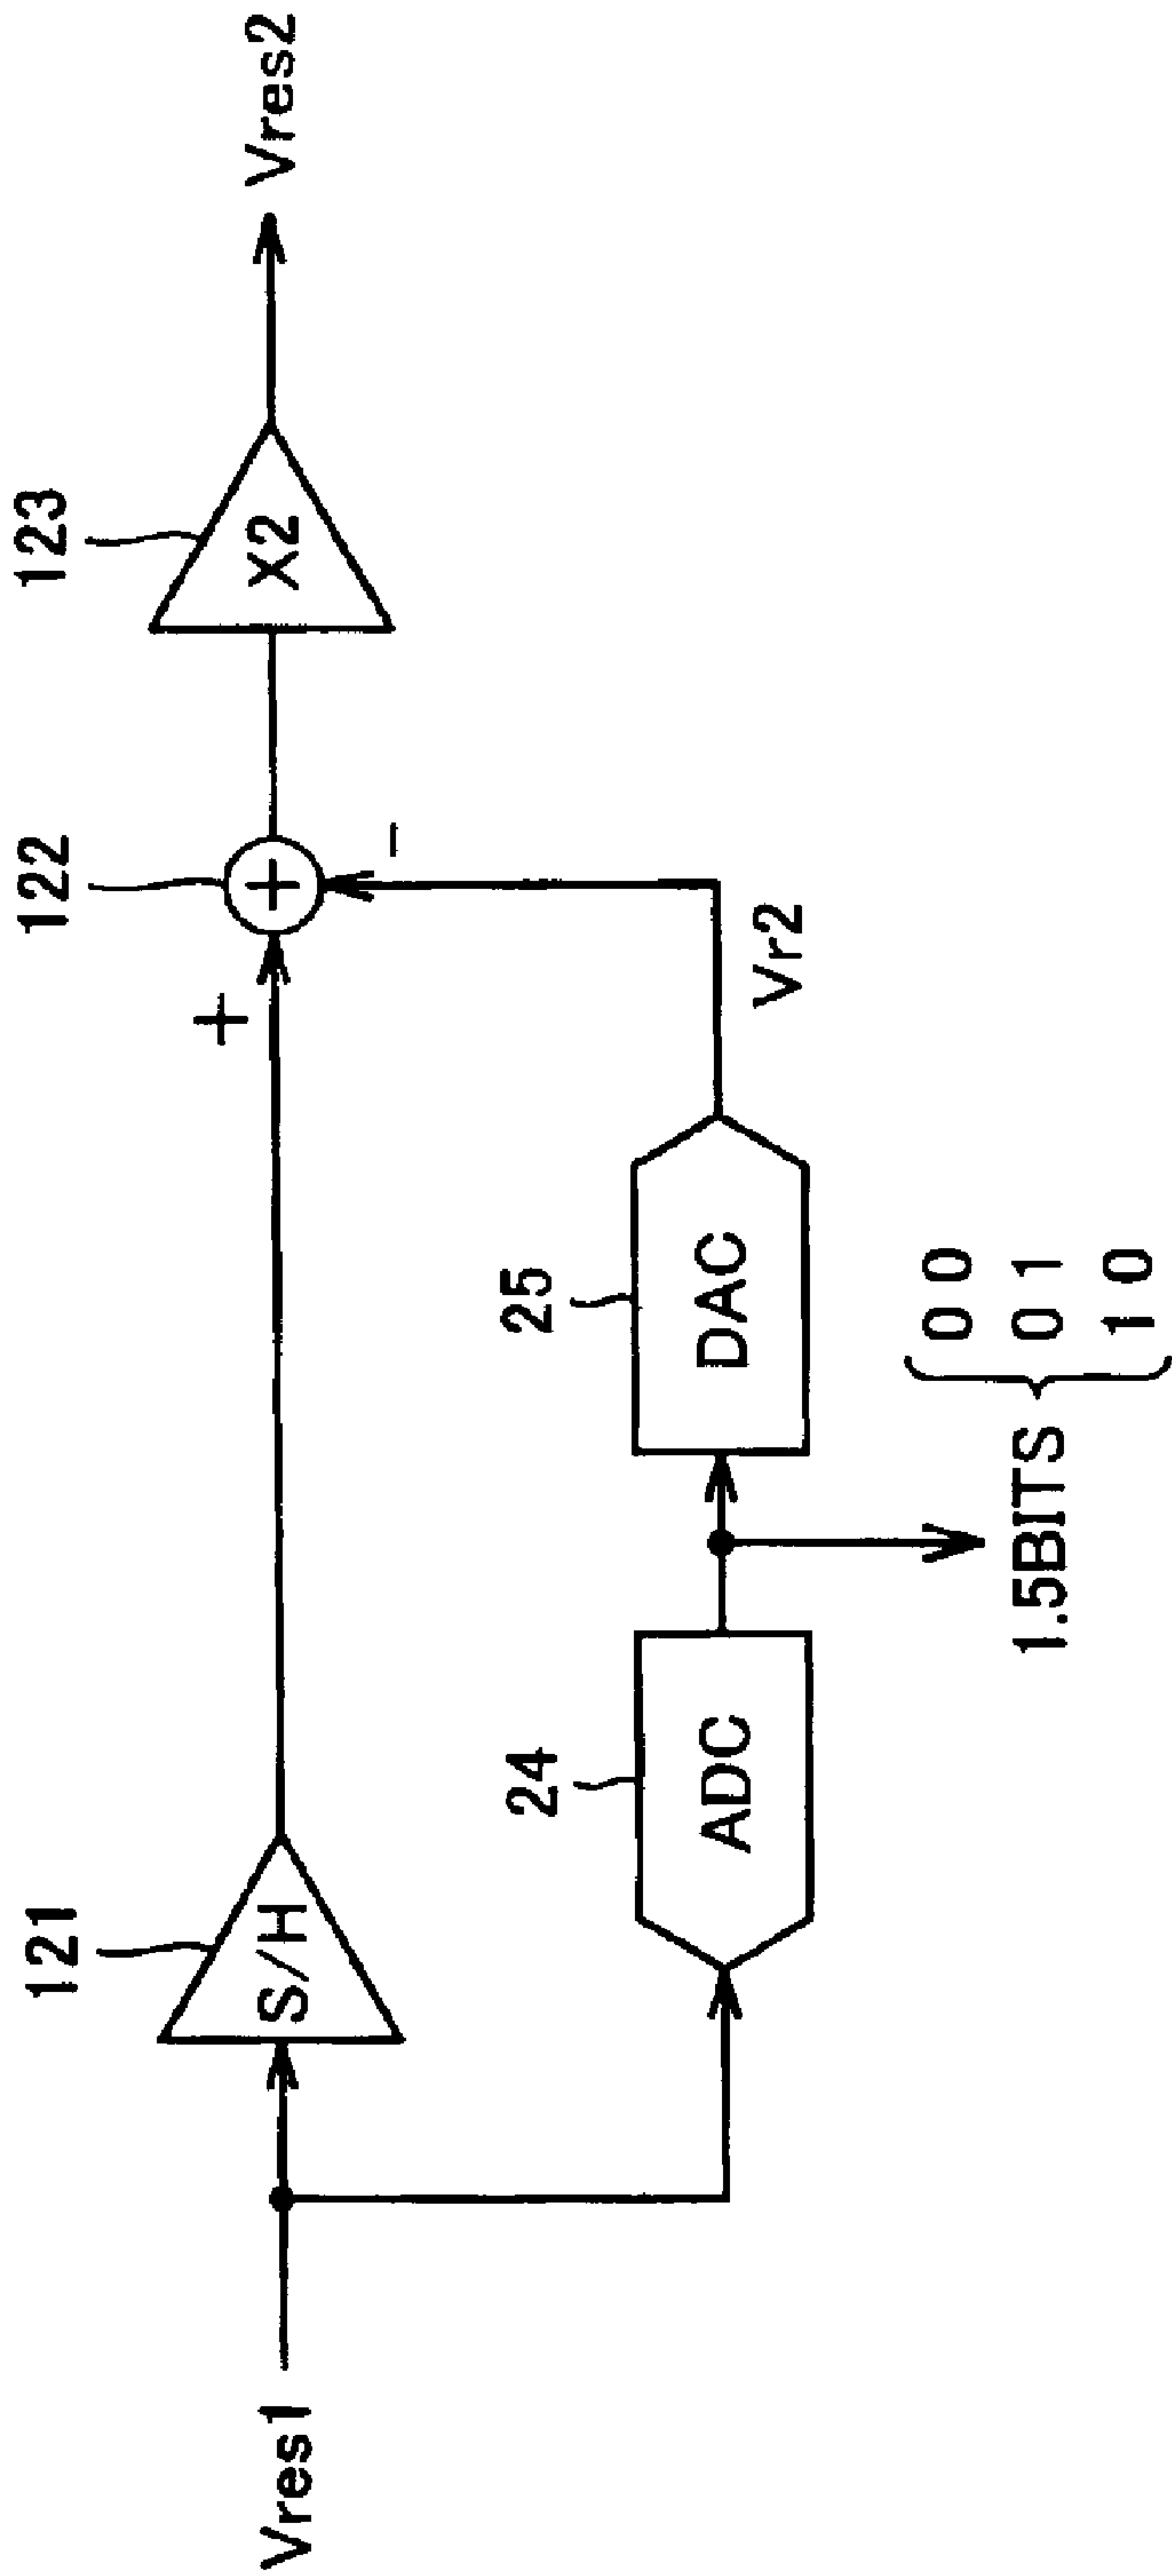 121
122
123
Vres1
S/H
+
+
X2
Vres2
-
24
25
ADC
DAC
Vr2
1.5BITS
0 0
0 1
1 0